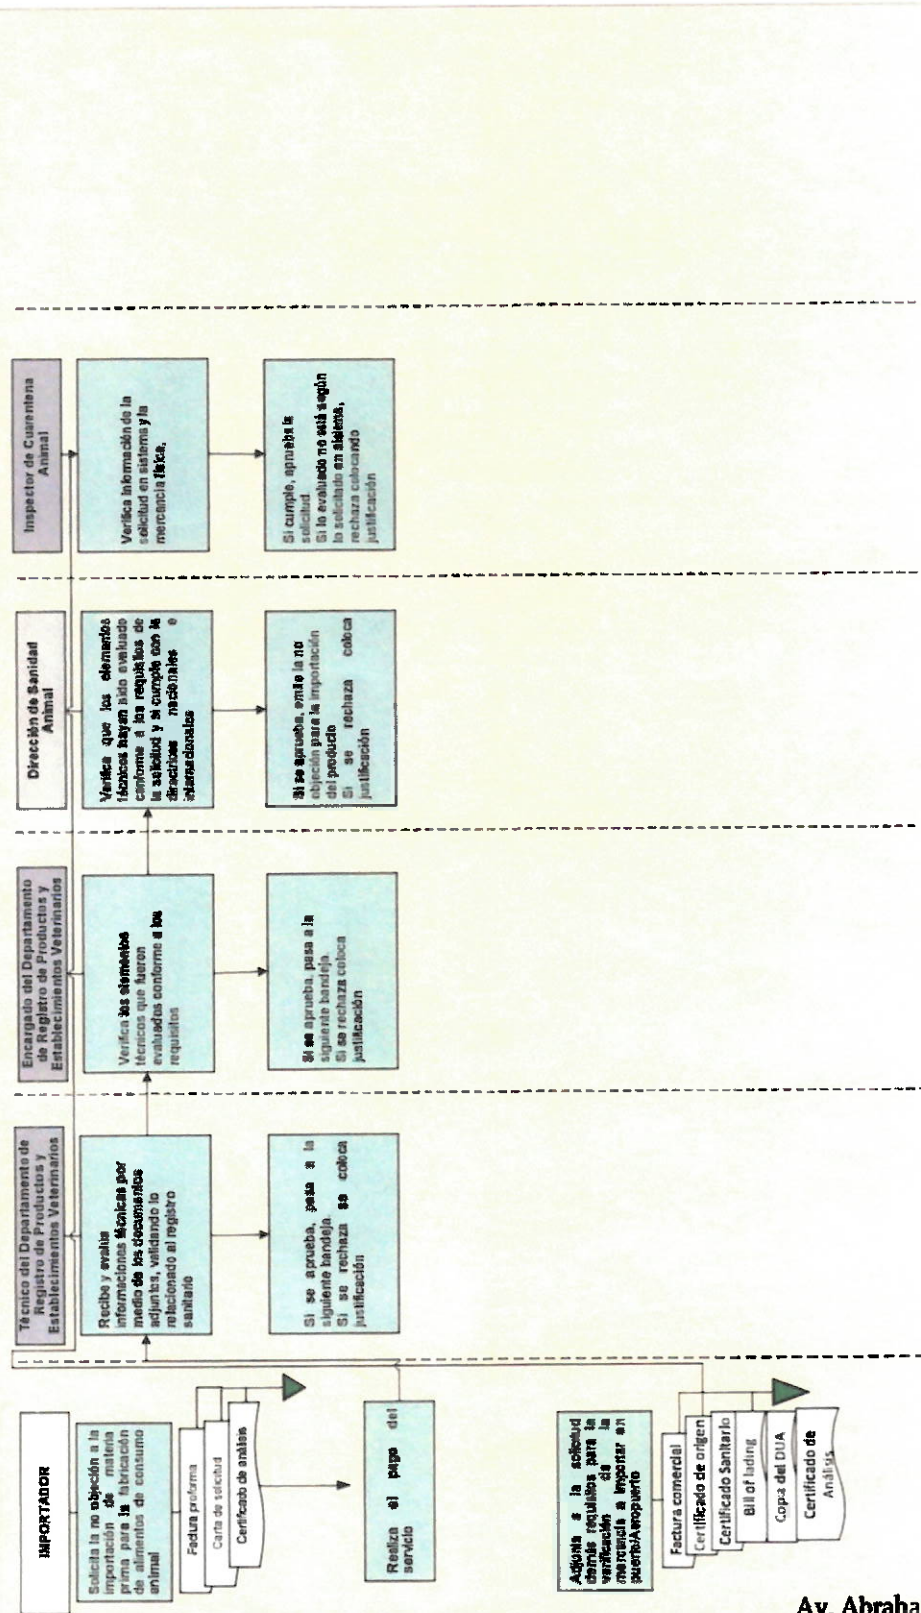 IMPORTADOR
Solicita la no objeción a la
importación de materia
prima para la fabricación
de alimentos de consumo
animal
Factura proforma
Carta de solicitud
Certificado de análisis
Realiza el pago del
servicio
Adjunta a la solicitud
demás requisitos para la
verificación de la
mercancía a importar en
puerto/Aeropuerto
Factura comercial
Certificado de origen
Certificado Sanitario
Bill of lading
Copia del DUA
Certificado de
Análisis
Técnico del Departamento de
Registro de Productos y
Establecimientos Veterinarios
Recibe y evalúa
informaciones técnicas por
medio de los documentos
adjuntos, validando lo
relacionado al registro
sanitario
Si se aprueba, pasa a la
siguiente bandeja.
Si se rechaza se coloca
justificación
Encargado del Departamento
de Registro de Productos y
Establecimientos Veterinarios
Verifica los elementos
técnicos que fueron
evaluados conforme a los
requisitos
Si se aprueba, pasa a la
siguiente bandeja.
Si se rechaza coloca
justificación
Dirección de Sanidad
Animal
Verifica que los elementos
técnicos hayan sido evaluado
conforme a los requisitos de
la solicitud y si cumple con la
directrices nacionales e
internacionales
Si se aprueba, emite la no
objeción para la importación
del producto
Si se rechaza coloca
justificación
Inspector de Cuarentena
Animal
Verifica información de la
solicitud en sistema y la
mercancía física.
Si cumple, aprueba la
solicitud.
Si lo evaluado no está según
lo solicitado en sistema,
rechaza colocando
justificación
Av. Abraha